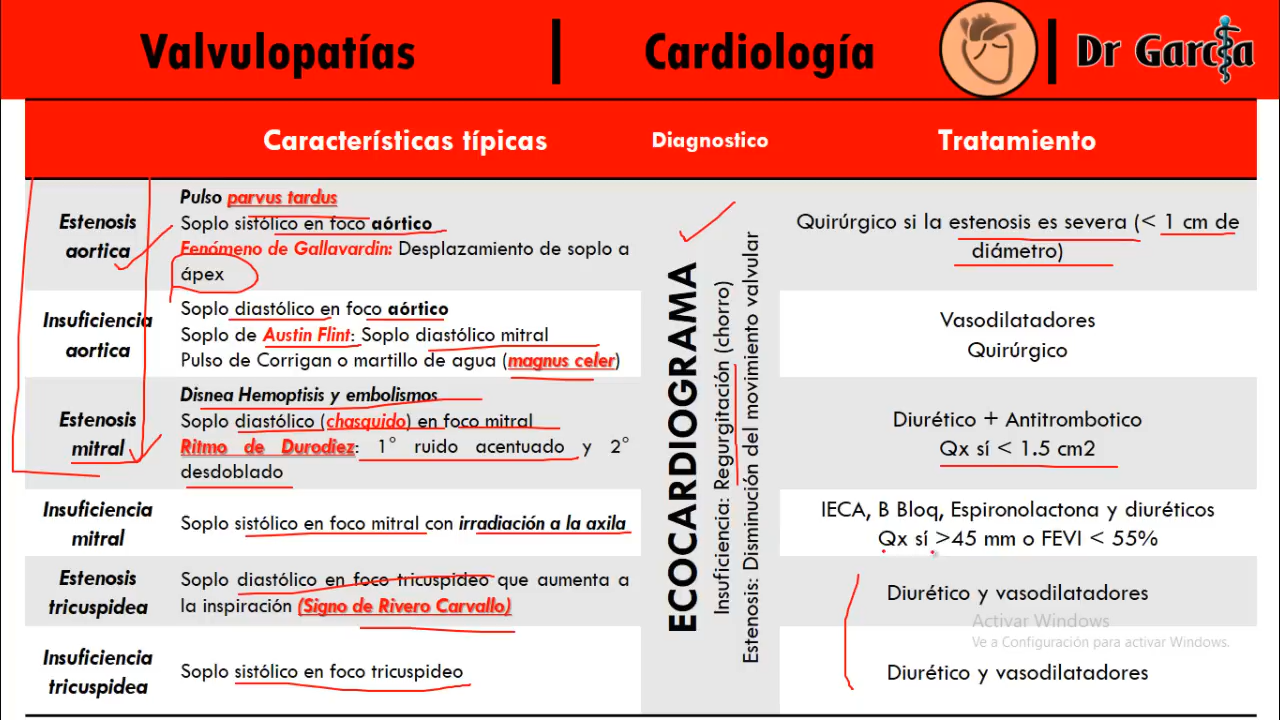 Valvulopatías | Cardiología | Dr García
Características típicas
Diagnostico
Tratamiento
Estenosis
aortica
Pulso parvus tardus
Soplo sistólico en foco aórtico
Fenómeno de Gallavardin: Desplazamiento de soplo a
ápex
Quirúrgico si la estenosis es severa (< 1 cm de
diámetro)
Insuficiencia
aortica
Soplo diastólico en foco aórtico
Soplo de Austin Flint: Soplo diastólico mitral
Pulso de Corrigan o martillo de agua (magnus celer)
Vasodilatadores
Quirúrgico
Estenosis
mitral
Disnea Hemoptisis y embolismos
Soplo diastólico (chasquido) en foco mitral
Ritmo de Durodiez: 1° ruido acentuado y 2°
desdoblado
Diurético + Antitrombotico
Qx sí < 1.5 cm2
Insuficiencia
mitral
Soplo sistólico en foco mitral con irradiación a la axila
IECA, B Bloq, Espironolactona y diuréticos
Qx sí >45 mm o FEVI < 55%
Estenosis
tricuspidea
Soplo diastólico en foco tricuspideo que aumenta a
la inspiración (Signo de Rivero Carvallo)
Diurético y vasodilatadores
Insuficiencia
tricuspidea
Soplo sistólico en foco tricuspideo
Diurético y vasodilatadores
ECOCARDIOGRAMA
Insuficiencia: Regurgitación (chorro)
Estenosis: Disminución del movimiento valvular
Activar Windows
Ve a Configuración para activar Windows.